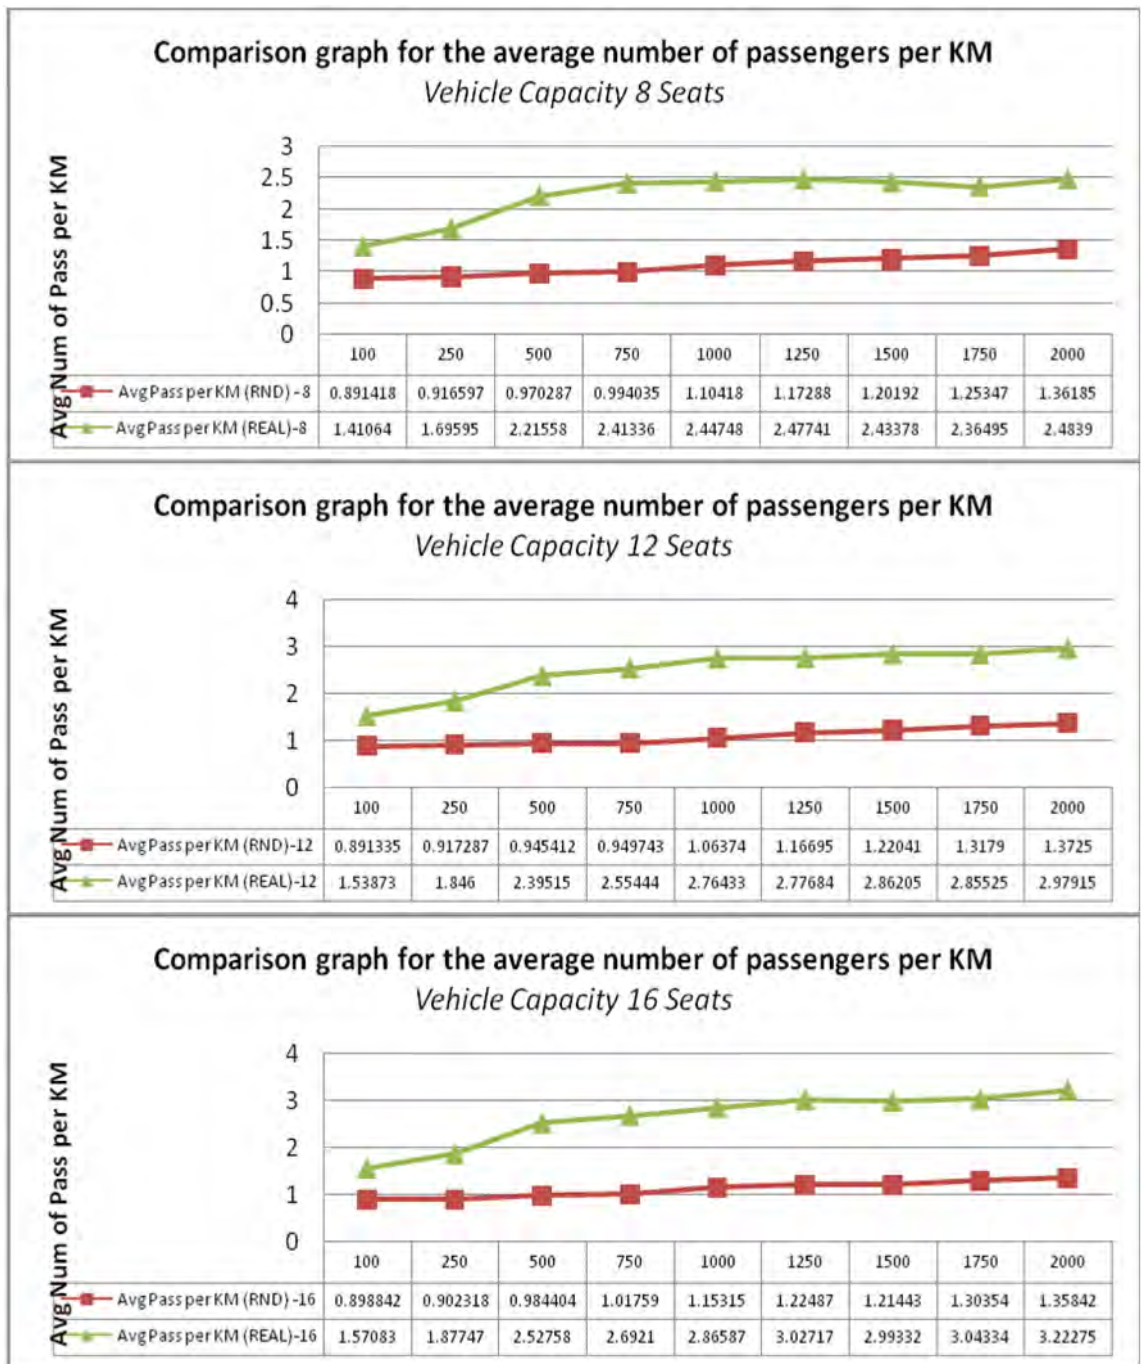 Comparison graph for the average number of passengers per KM
Vehicle Capacity 8 Seats
Avg Num of Pass per KM
3
2.5
2
1.5
1
0.5
0
100 250 500 750 1000 1250 1500 1750 2000
Avg Pass per KM (RND) -8 0.891418 0.916597 0.970287 0.994035 1.10418 1.17288 1.20192 1.25347 1.36185
Avg Pass per KM (REAL)-8 1.41064 1.69595 2.21558 2.41336 2.44748 2.47741 2.43378 2.36495 2.4839
Comparison graph for the average number of passengers per KM
Vehicle Capacity 12 Seats
Avg Num of Pass per KM
4
3
2
1
0
100 250 500 750 1000 1250 1500 1750 2000
Avg Pass per KM (RND)-12 0.891335 0.917287 0.945412 0.949743 1.06374 1.16695 1.22041 1.3179 1.3725
Avg Pass per KM (REAL)-12 1.53873 1.846 2.39515 2.55444 2.76433 2.77684 2.86205 2.85525 2.97915
Comparison graph for the average number of passengers per KM
Vehicle Capacity 16 Seats
Avg Num of Pass per KM
4
3
2
1
0
100 250 500 750 1000 1250 1500 1750 2000
Avg Pass per KM (RND) -16 0.898842 0.902318 0.984404 1.01759 1.15315 1.22487 1.21443 1.30354 1.35842
Avg Pass per KM (REAL)-16 1.57083 1.87747 2.52758 2.6921 2.86587 3.02717 2.99332 3.04334 3.22275